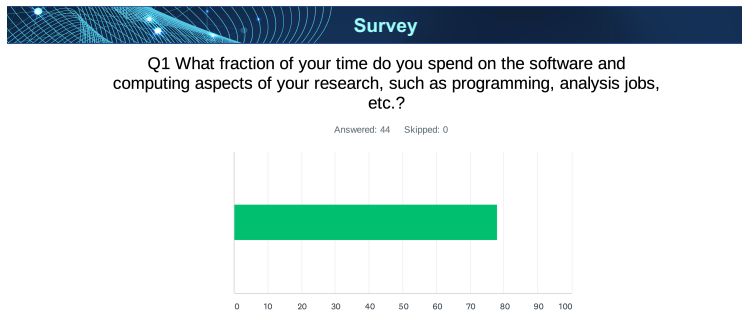 Survey
Q1 What fraction of your time do you spend on the software and
computing aspects of your research, such as programming, analysis jobs,
etc.?
Answered: 44 Skipped: 0
0 10 20 30 40 50 60 70 80 90 100